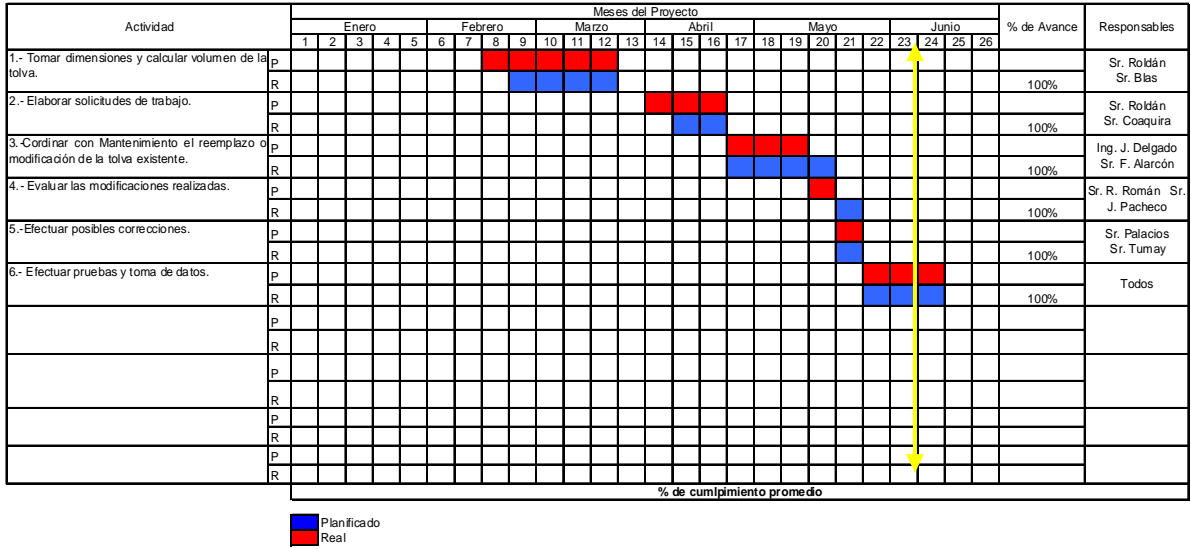 Actividad
Meses del Proyecto
% de Avance
Responsables
Enero Febrero Marzo Abril Mayo Junio
1 2 3 4 5 6 7 8 9 10 11 12 13 14 15 16 17 18 19 20 21 22 23 24 25 26
1.- Tomar dimensiones y calcular volumen de la
tolva.
P
R
100%
Sr. Roldán
Sr. Blas
2.- Elaborar solicitudes de trabajo.
P
R
100%
Sr. Roldán
Sr. Coaquira
3.-Cordinar con Mantenimiento el reemplazo o
modificación de la tolva existente.
P
R
100%
Ing. J. Delgado
Sr. F. Alarcón
4.- Evaluar las modificaciones realizadas.
P
R
100%
Sr. R. Román Sr.
J. Pacheco
5.-Efectuar posibles correcciones.
P
R
100%
Sr. Palacios
Sr. Tumay
6.- Efectuar pruebas y toma de datos.
P
R
100%
Todos
P
R
P
R
P
R
P
R
% de cumlpimiento promedio
Planificado
Real